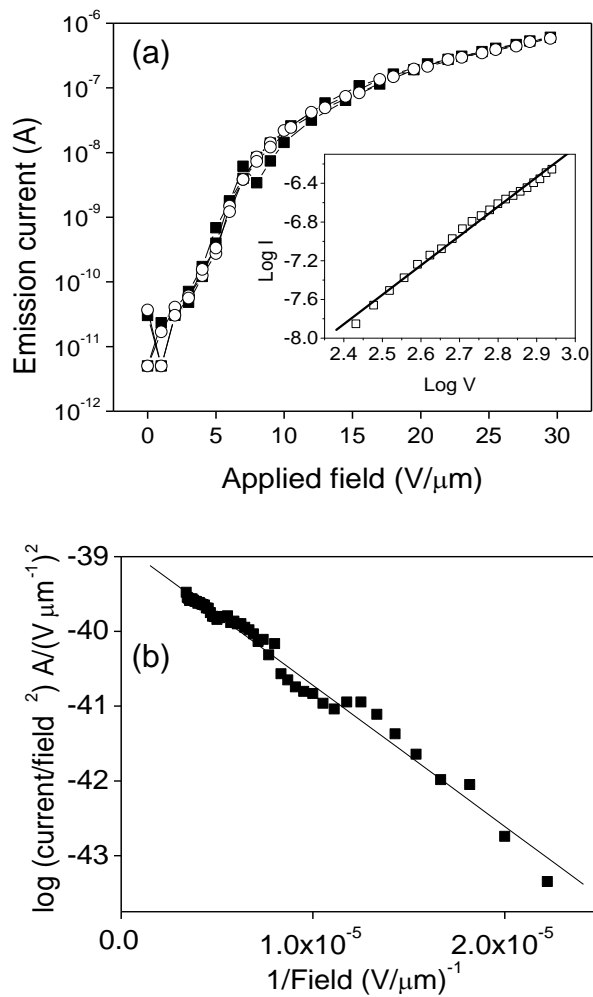 (a)
Emission current (A)
10⁻⁶
10⁻⁷
10⁻⁸
10⁻⁹
10⁻¹⁰
10⁻¹¹
10⁻¹²
0 5 10 15 20 25 30
Applied field (V/μm)
Log I
-6.4
-6.8
-7.2
-7.6
-8.0
2.4 2.5 2.6 2.7 2.8 2.9 3.0
Log V
(b)
log (current/field ²) A/(V μm⁻¹)²
-39
-40
-41
-42
-43
0.0 1.0x10⁻⁵ 2.0x10⁻⁵
1/Field (V/μm)⁻¹